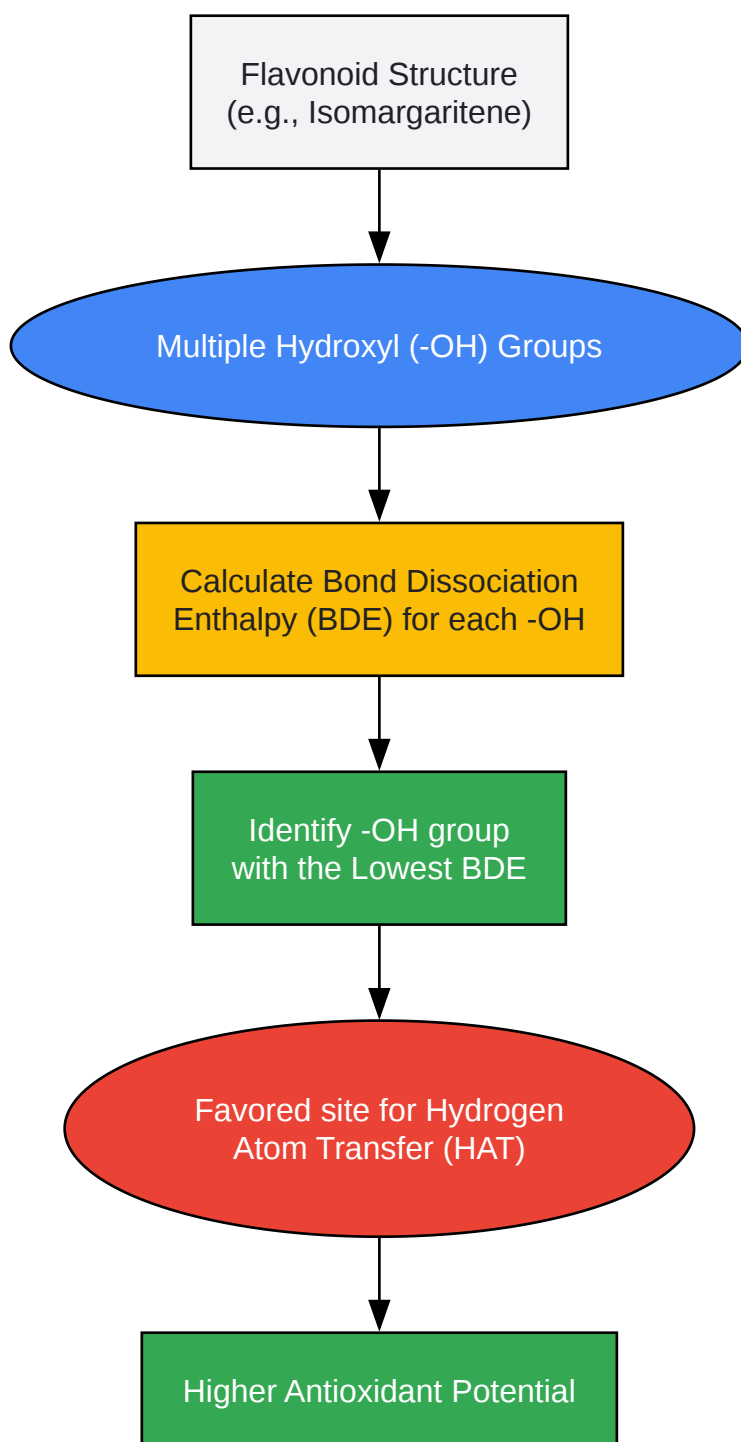 Flavonoid Structure
(e.g., Isomargaritene)
Multiple Hydroxyl (-OH) Groups
Calculate Bond Dissociation
Enthalpy (BDE) for each -OH
Identify -OH group
with the Lowest BDE
Favored site for Hydrogen
Atom Transfer (HAT)
Higher Antioxidant Potential